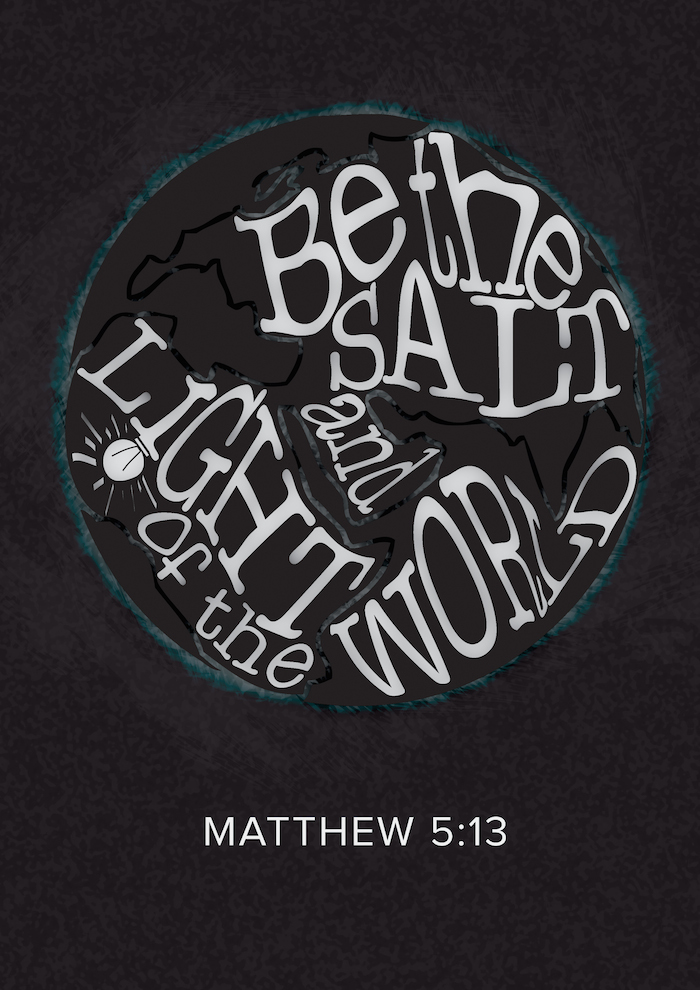 Be the
SALT
and
LIGHT
of the
WORLD
MATTHEW 5:13